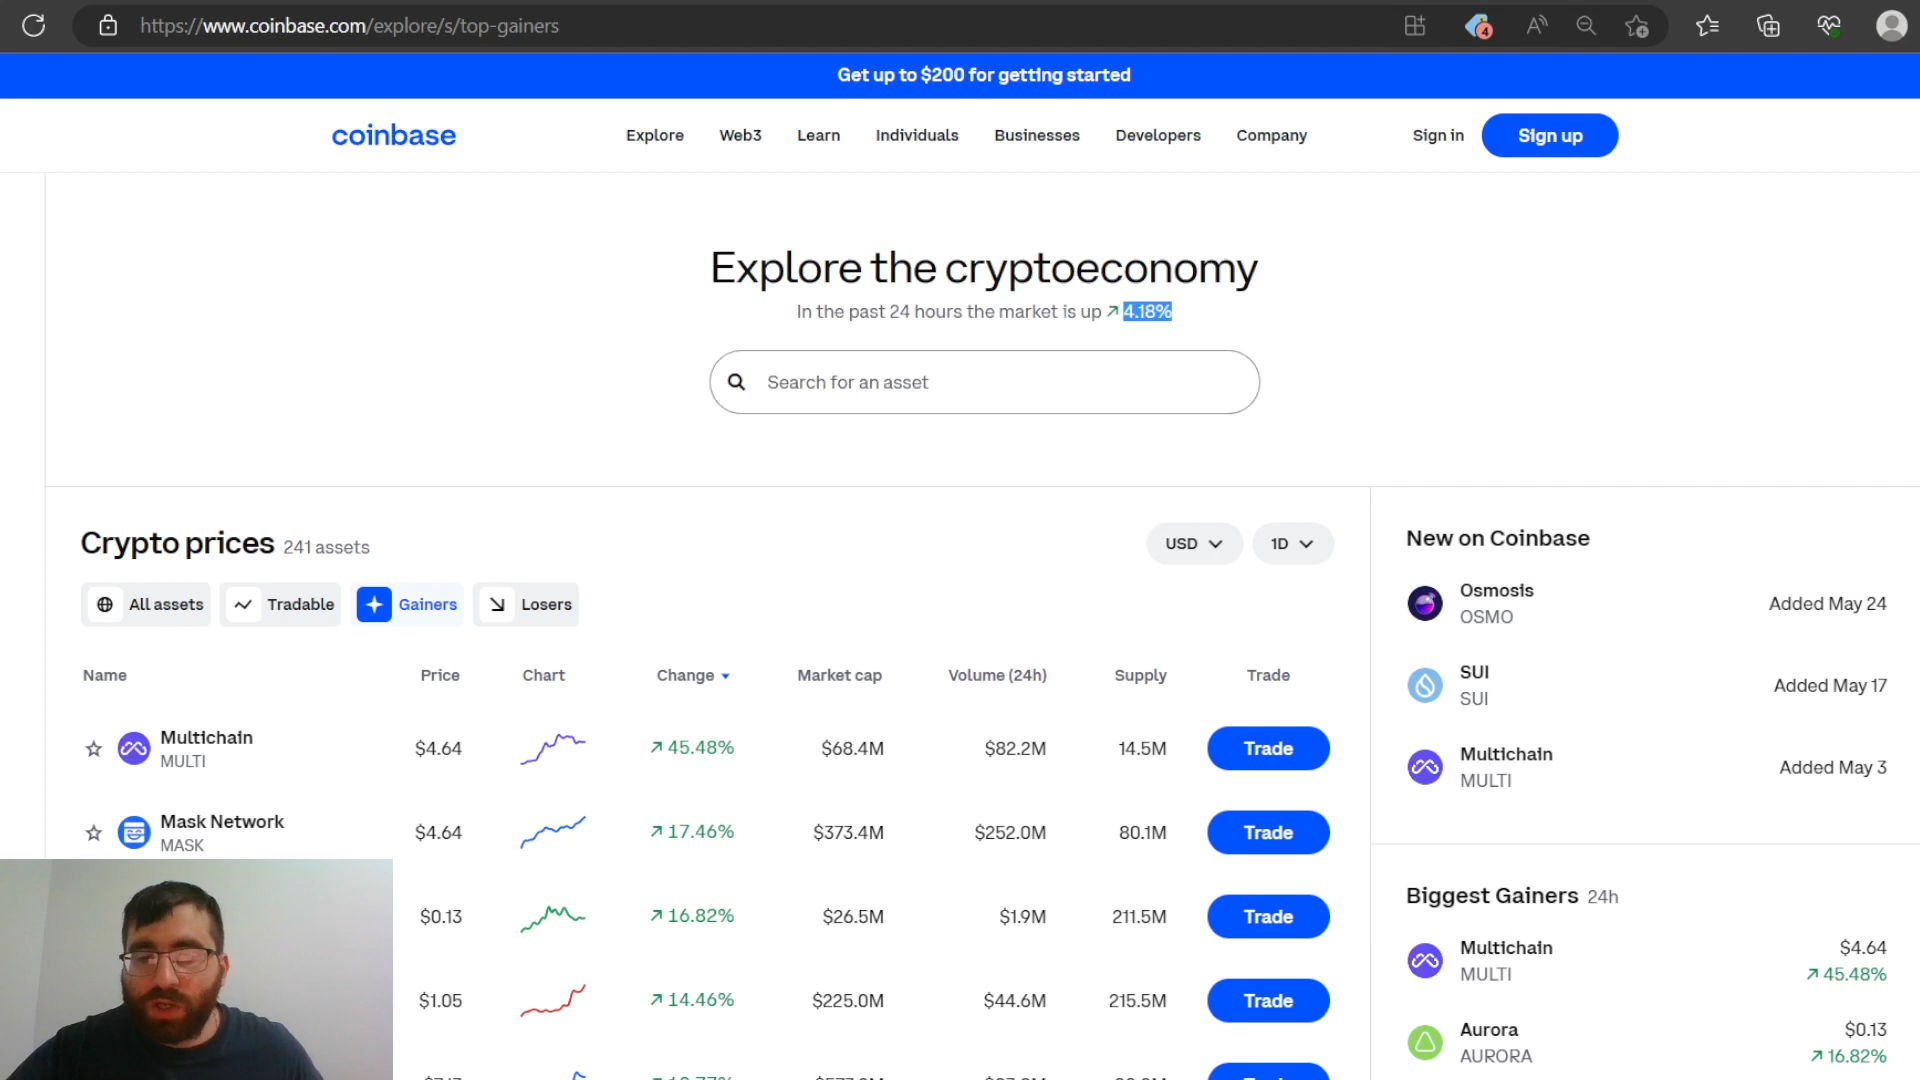 https://www.coinbase.com/explore/s/top-gainers
4
Get up to $200 for getting started
coinbase
Explore Web3 Learn Individuals Businesses Developers Company
Sign in Sign up
Explore the cryptoeconomy
In the past 24 hours the market is up ↗ 4.18%
Search for an asset
Crypto prices 241 assets
USD 1D
All assets Tradable Gainers Losers
Name Price Chart Change Market cap Volume (24h) Supply Trade
Multichain
MULTI
$4.64 ↗ 45.48% $68.4M $82.2M 14.5M Trade
Mask Network
MASK
$4.64 ↗ 17.46% $373.4M $252.0M 80.1M Trade
$0.13 ↗ 16.82% $26.5M $1.9M 211.5M Trade
$1.05 ↗ 14.46% $225.0M $44.6M 215.5M Trade
New on Coinbase
Osmosis
OSMO
Added May 24
SUI
SUI
Added May 17
Multichain
MULTI
Added May 3
Biggest Gainers 24h
Multichain
MULTI
$4.64
↗ 45.48%
Aurora
AURORA
$0.13
↗ 16.82%